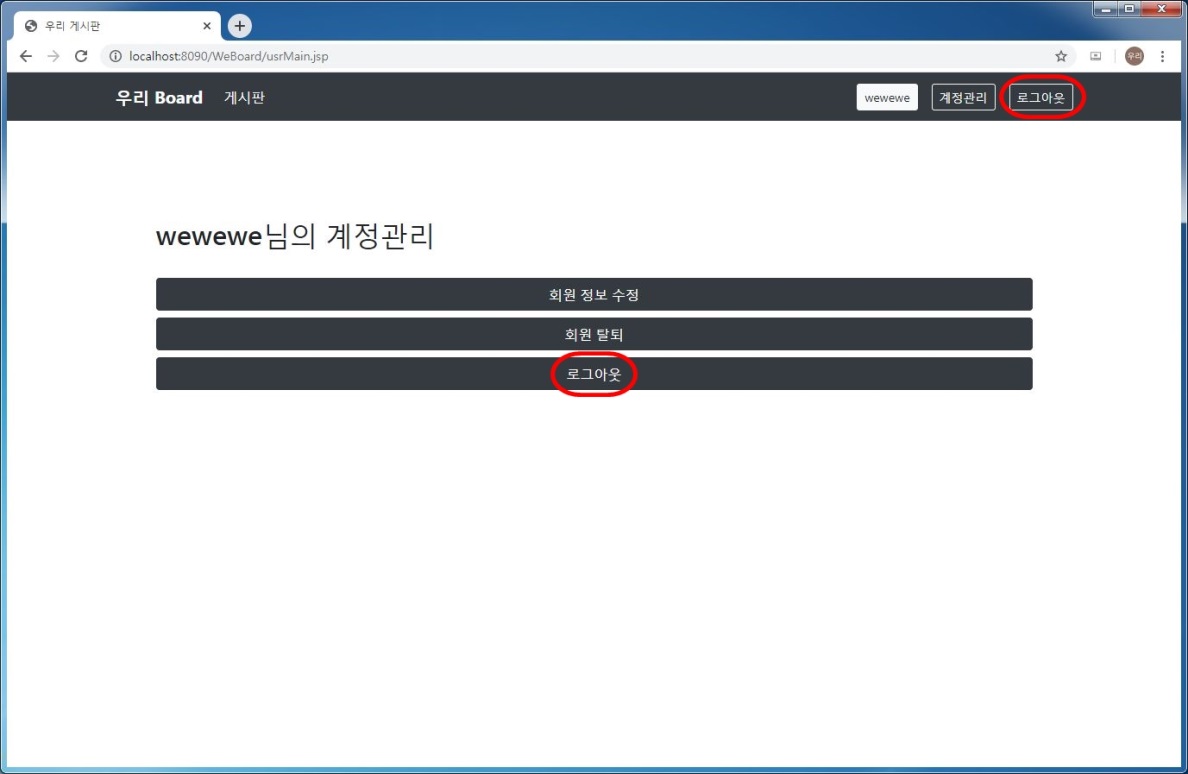 우리 게시판
localhost:8090/WeBoard/usrMain.jsp
우리
우리 Board 게시판 wewewe 계정관리 로그아웃
wewewe님의 계정관리
회원 정보 수정
회원 탈퇴
로그아웃